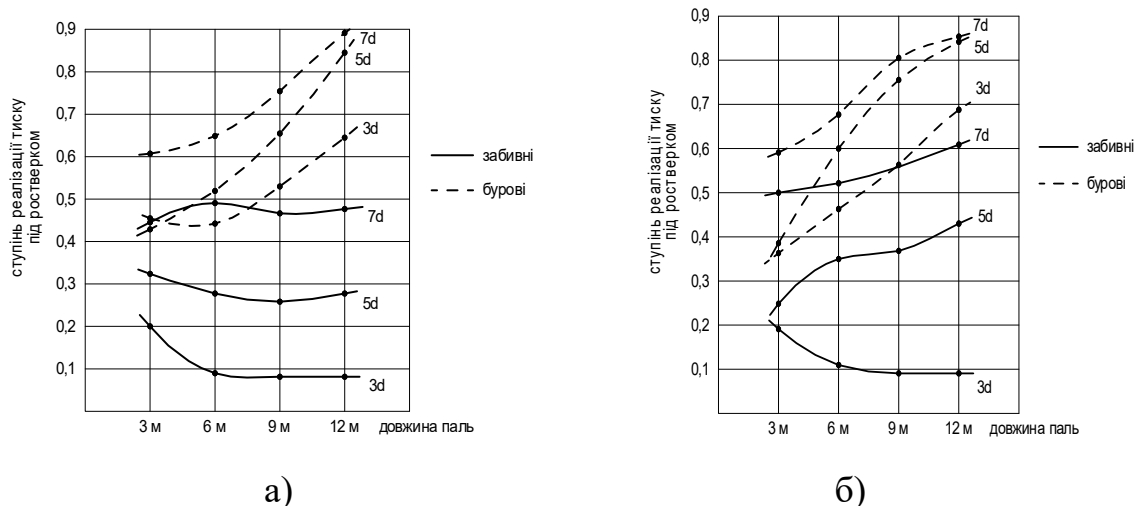 0,9
0,8
0,7
0,6
0,5
0,4
0,3
0,2
0,1
ступінь реалізації тиску
під ростверком
7d
5d
3d
7d
5d
3d
3 м 6 м 9 м 12 м довжина паль
забивні
бурові
а)
0,9
0,8
0,7
0,6
0,5
0,4
0,3
0,2
0,1
ступінь реалізації тиску
під ростверком
7d
5d
3d
7d
5d
3d
3 м 6 м 9 м 12 м довжина паль
забивні
бурові
б)